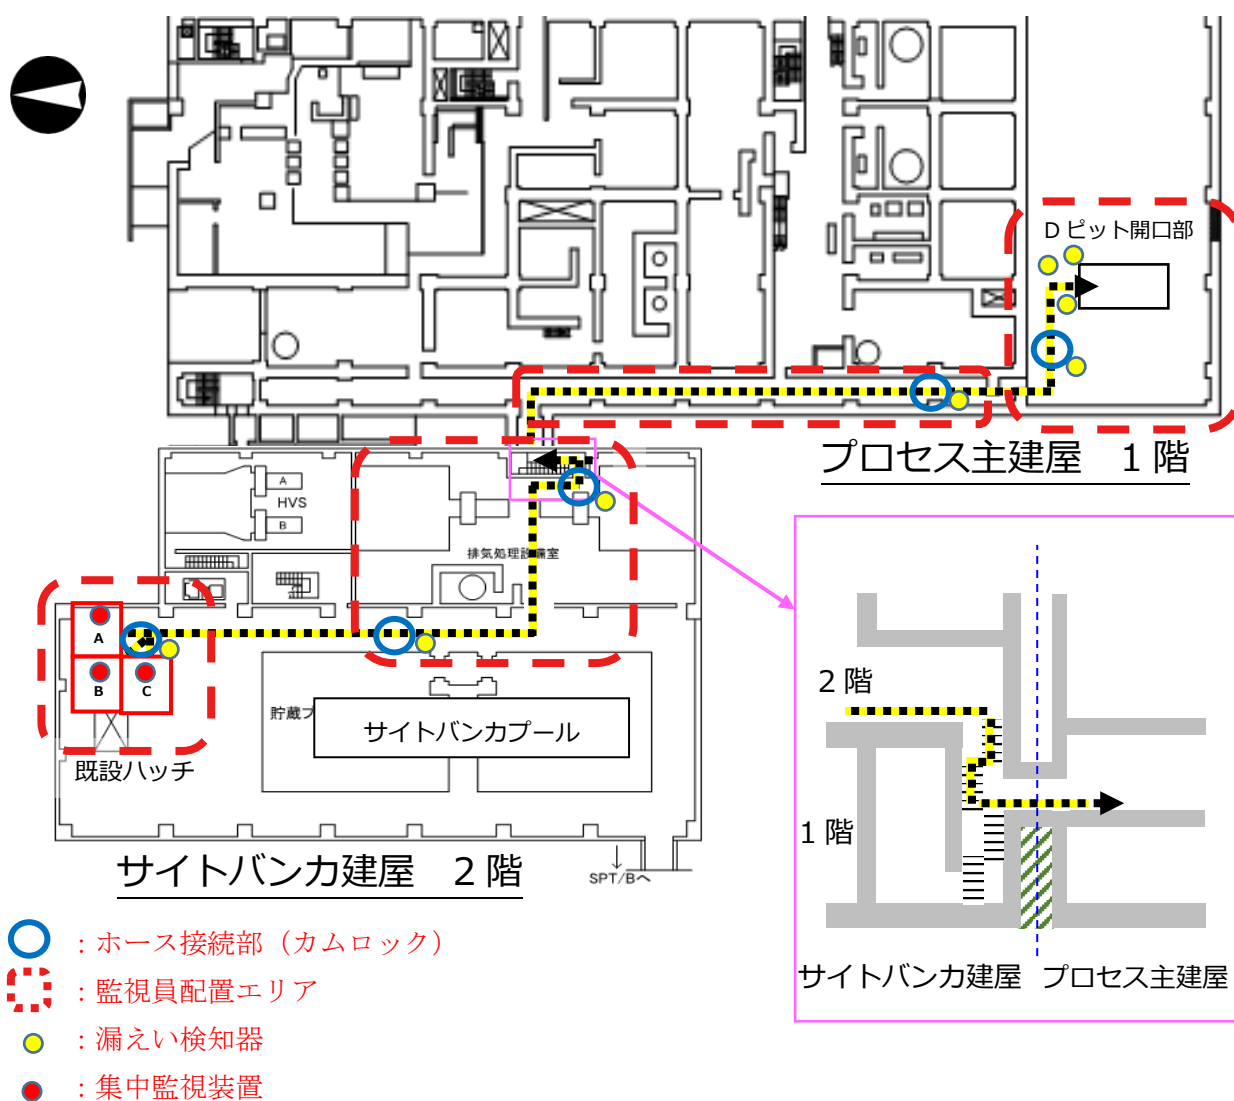 Dピット開口部
プロセス主建屋 1階
A
HVS
B
排気処理設備室
A
B
C
貯蔵プ
サイトバンカプール
既設ハッチ
サイトバンカ建屋 2階
SPT/Bへ
2階
1階
サイトバンカ建屋
プロセス主建屋
:ホース接続部(カムロック)
:監視員配置エリア
:漏えい検知器
:集中監視装置